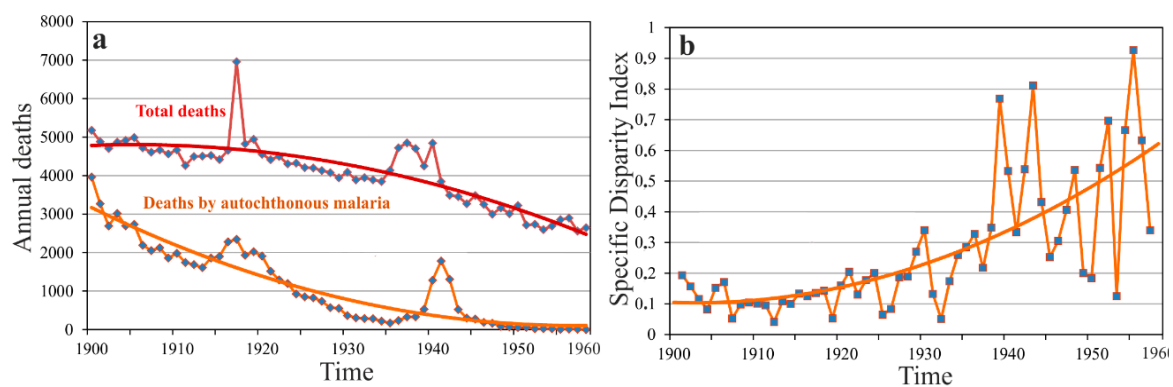 a
8000
7000
6000
5000
4000
3000
2000
1000
0
Annual deaths
Total deaths
Deaths by autochthonous malaria
1900 1910 1920 1930 1940 1950 1960
Time
b
1
0,9
0,8
0,7
0,6
0,5
0,4
0,3
0,2
0,1
0
Specific Disparity Index
1900 1910 1920 1930 1940 1950 1960
Time